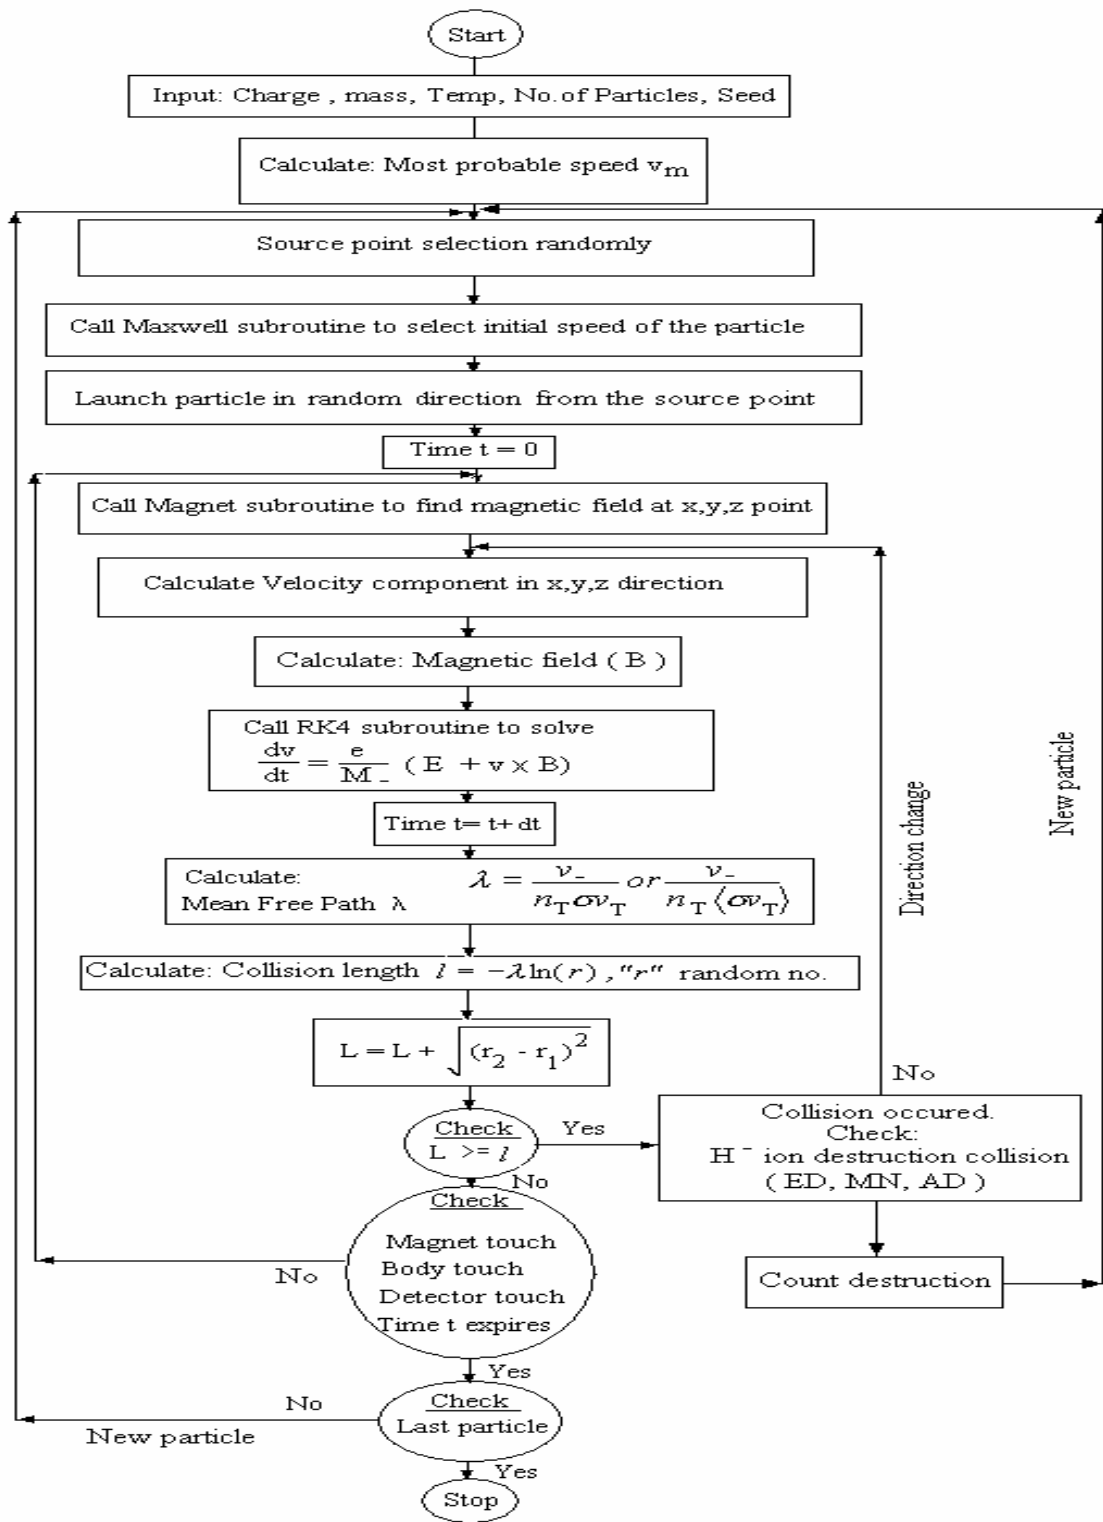 Start
Input: Charge , mass, Temp, No.of Particles, Seed
Calculate: Most probable speed vm
Source point selection randomly
Call Maxwell subroutine to select initial speed of the particle
Launch particle in random direction from the source point
Time t = 0
Call Magnet subroutine to find magnetic field at x,y,z point
Calculate Velocity component in x,y,z direction
Calculate: Magnetic field ( B )
Call RK4 subroutine to solve
dv/dt = e/M- ( E + v × B)
Time t= t+dt
Calculate:
Mean Free Path λ
λ = v-/nTσvT or v-/nT⟨σvT⟩
Calculate: Collision length l = -λln(r) ,"r" random no.
L = L + √(r2 - r1)2
Check
L >= l
Yes
No
Collision occured.
Check:
H- ion destruction collision
( ED, MN, AD )
No
Direction change
Count destruction
New particle
Check
Magnet touch
Body touch
Detector touch
Time t expires
No
Yes
Check
Last particle
No
New particle
Yes
Stop